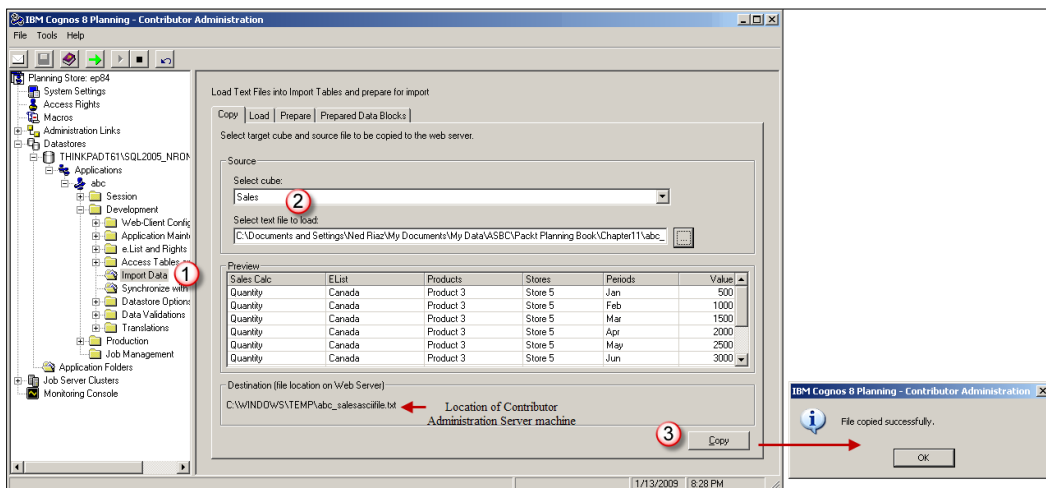 IBM Cognos 8 Planning - Contributor Administration
File Tools Help
Planning Store: ep84
System Settings
Access Rights
Macros
Administration Links
Datastores
THINKPADT61\SQL2005_NRON
Applications
abc
Session
Development
Web-Client Config
Application Maint
e.List and Rights
Access Tables
Import Data
1
Synchronize with
Datastore Options
Data Validations
Translations
Production
Job Management
Application Folders
Job Server Clusters
Monitoring Console
Load Text Files into Import Tables and prepare for import
Copy Load Prepare Prepared Data Blocks
Select target cube and source file to be copied to the web server.
Source
Select cube:
Sales
2
Select text file to load:
C:\Documents and Settings\Ned Riaz\My Documents\My Data\ASBC\Packt Planning Book\Chapter11\abc_
...
Preview
Sales Calc EList Products Stores Periods Value
Quantity Canada Product 3 Store 5 Jan 500
Quantity Canada Product 3 Store 5 Feb 1000
Quantity Canada Product 3 Store 5 Mar 1500
Quantity Canada Product 3 Store 5 Apr 2000
Quantity Canada Product 3 Store 5 May 2500
Quantity Canada Product 3 Store 5 Jun 3000
Destination (file location on Web Server)
C:\WINDOWS\TEMP\abc_salesasciifile.txt
Location of Contributor
Administration Server machine
3
Copy
1/13/2009 8:28 PM
IBM Cognos 8 Planning - Contributor Administration
File copied successfully.
OK